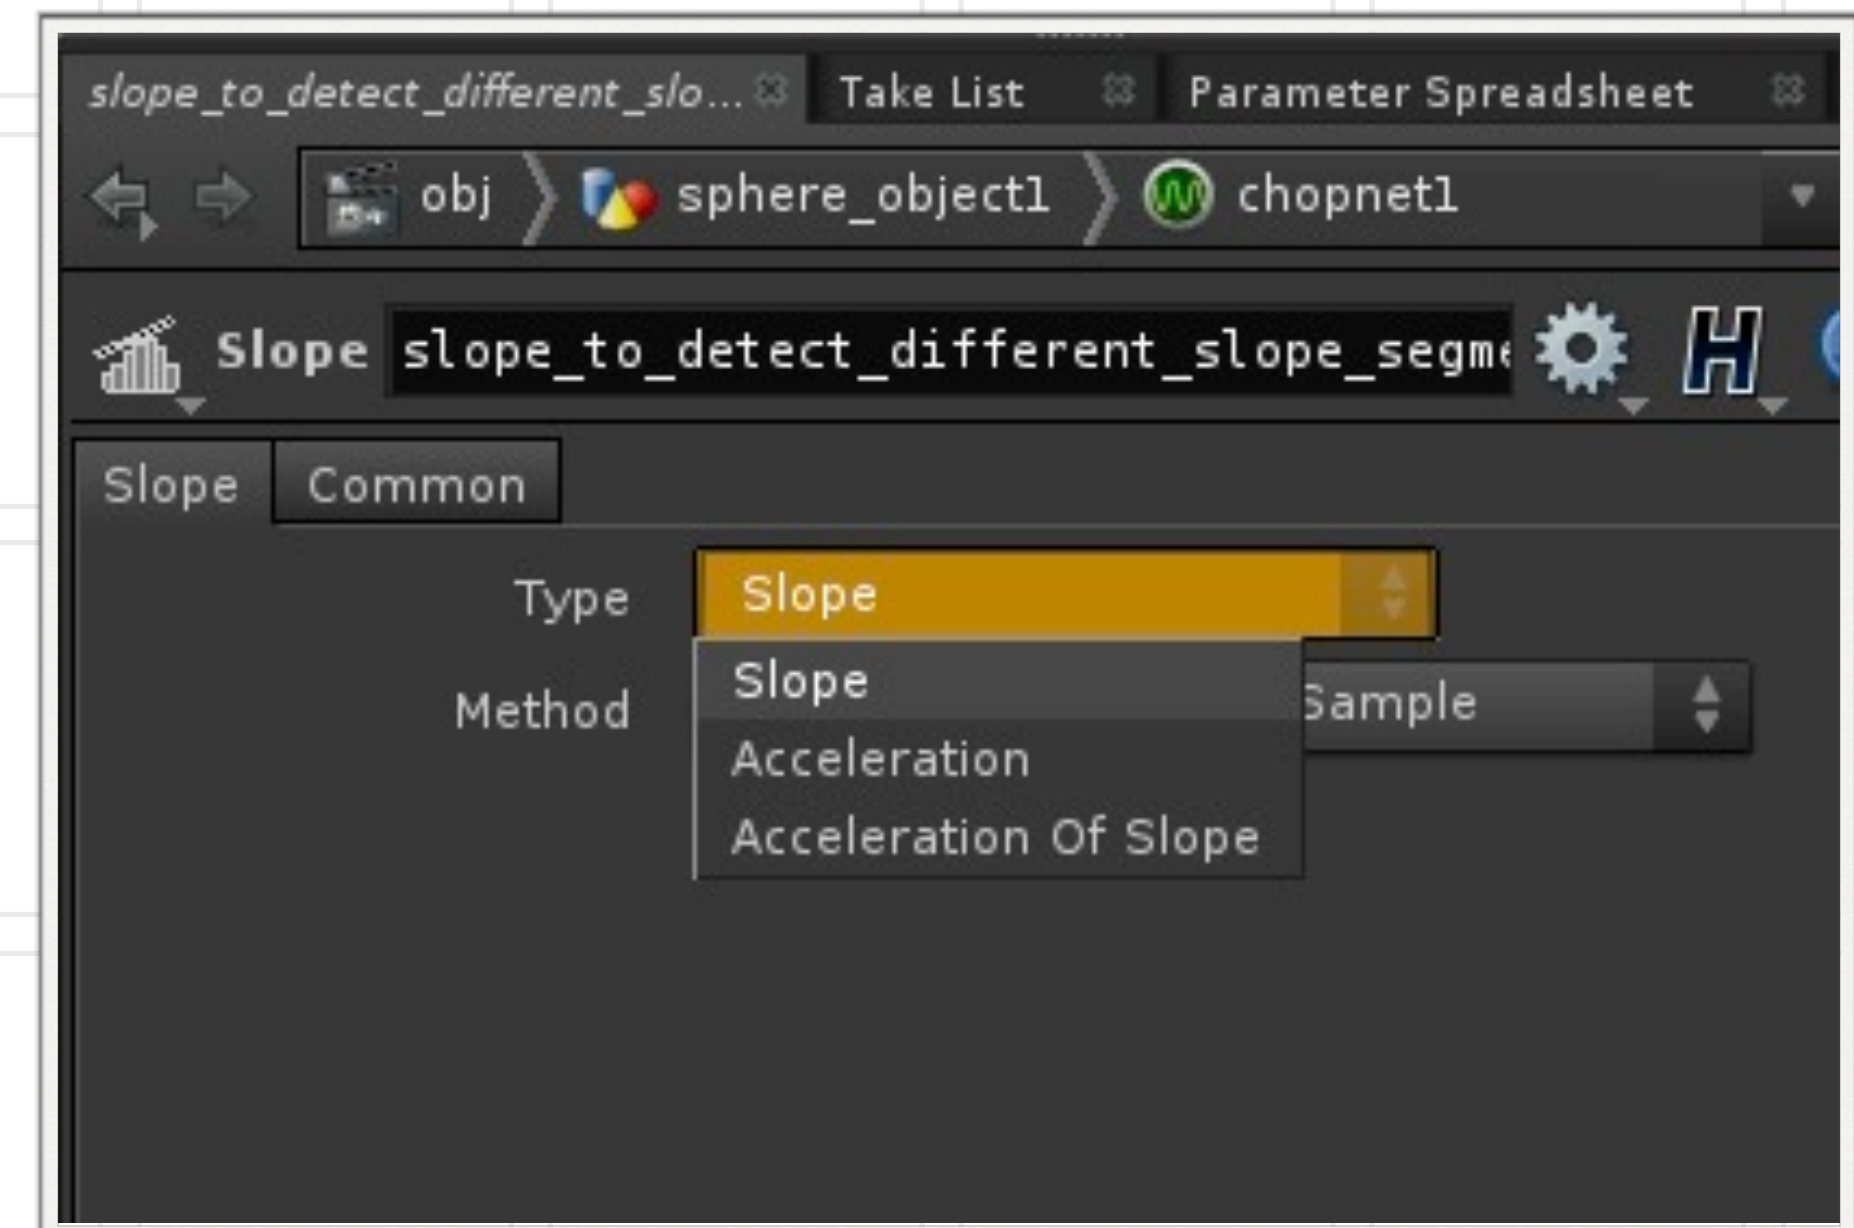 slope_to_detect_different_slo... Take List Parameter Spreadsheet
obj sphere_object1 chopnet1
Slope slope_to_detect_different_slope_segme
Slope Common
Type Slope
Slope
Method Sample
Acceleration
Acceleration Of Slope